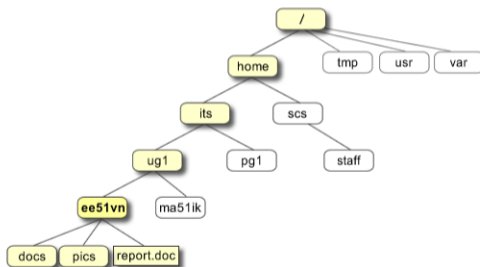 /
home tmp usr var
its scs
ug1 pg1 staff
ee51vn ma51ik
docs pics report.doc